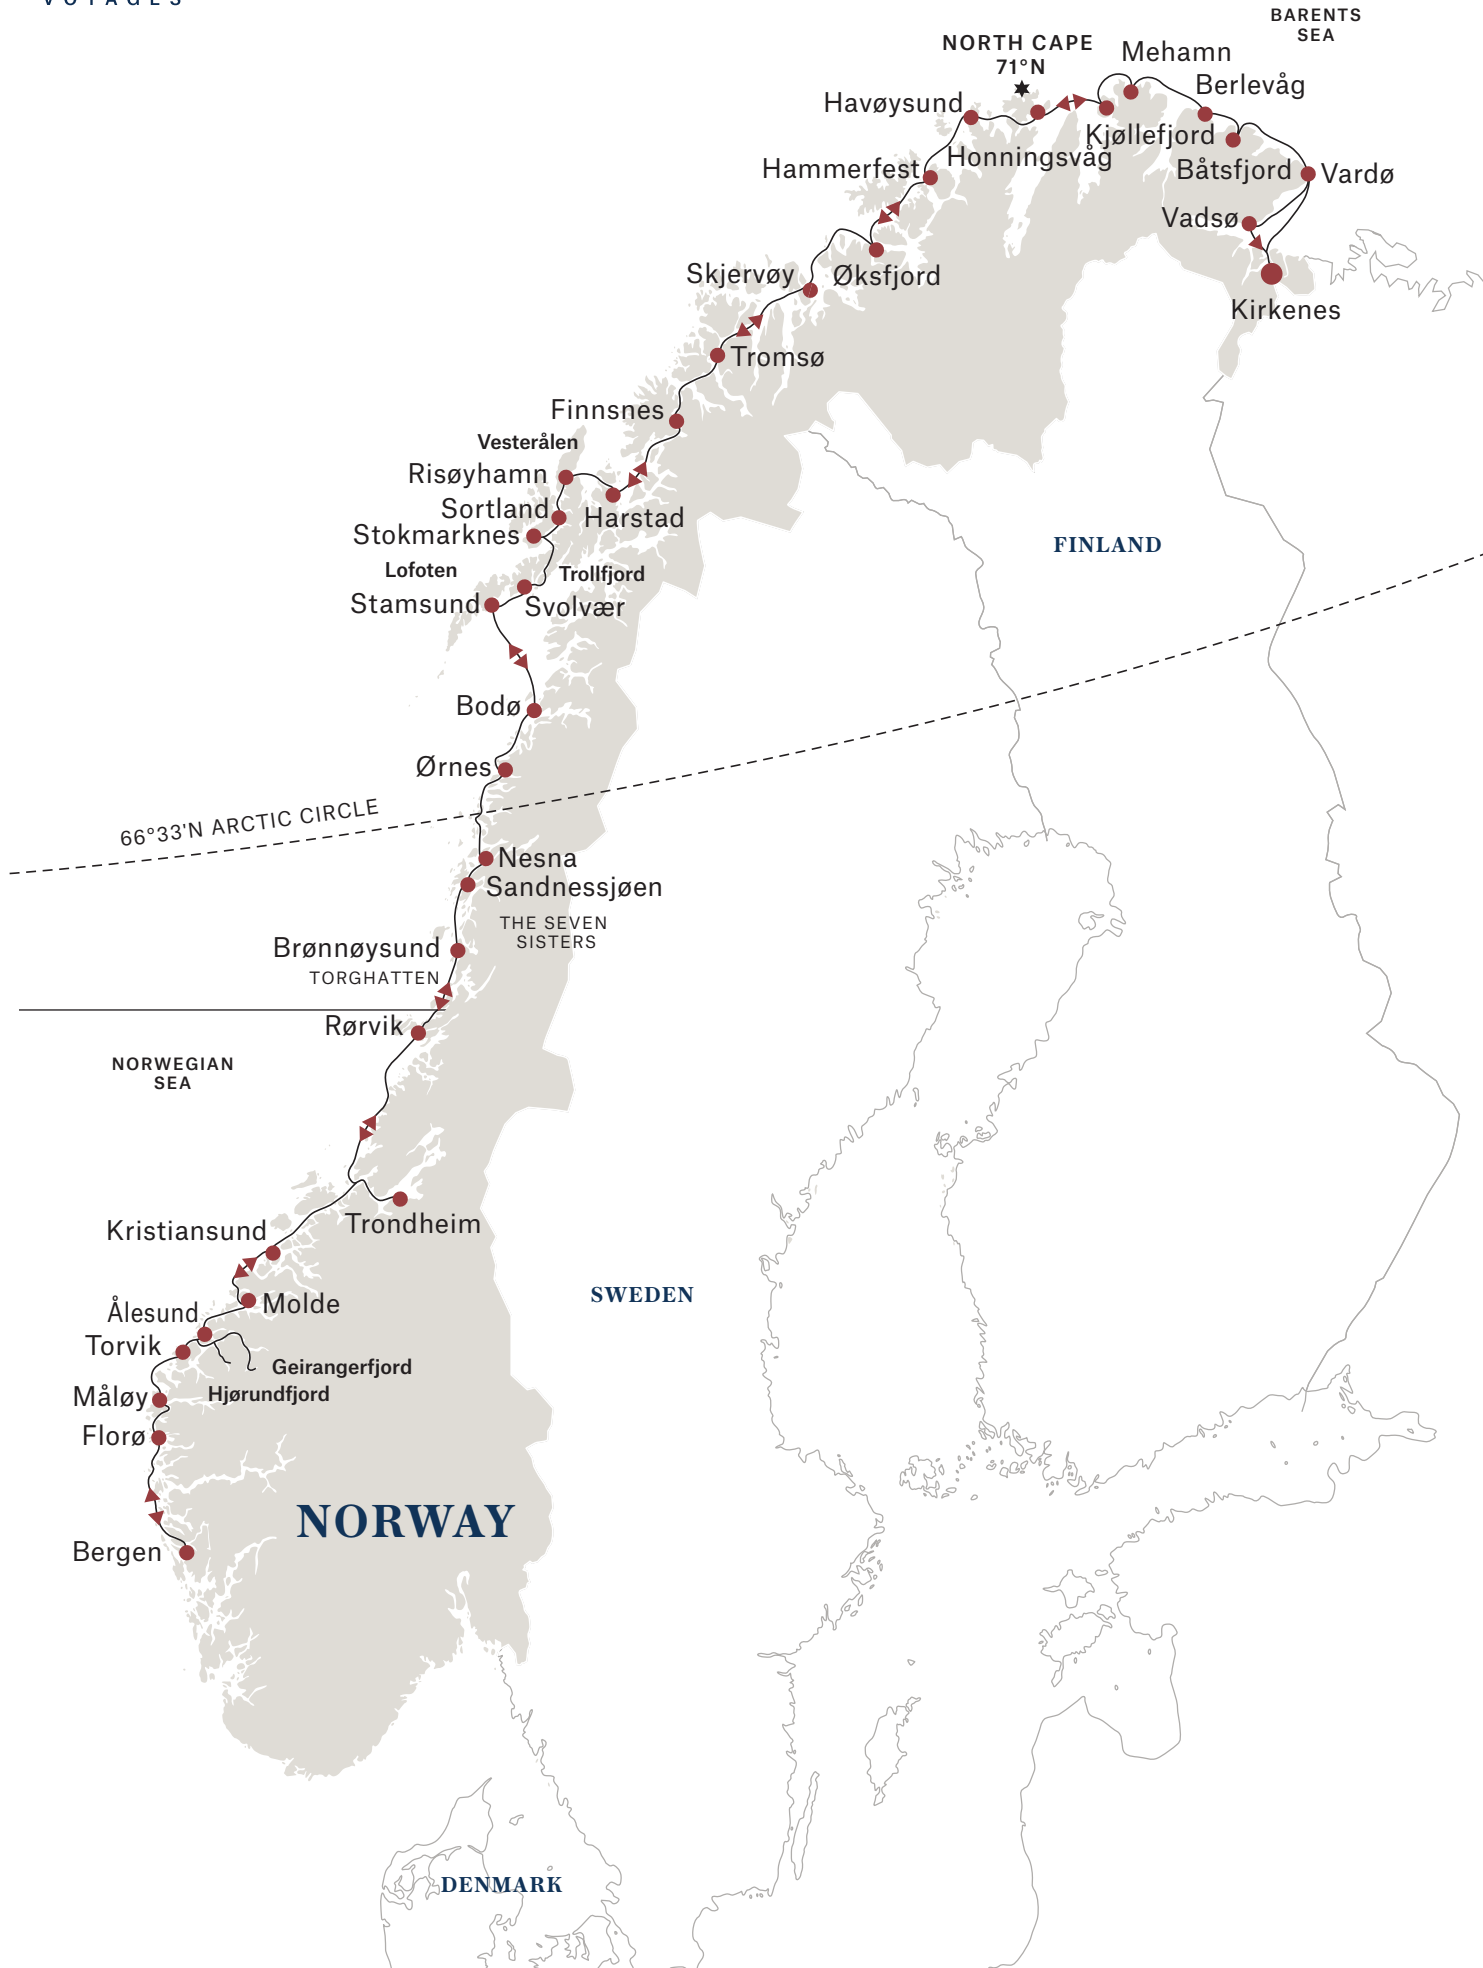 VOYAGES
BARENTS
SEA
NORTH CAPE
71°N
Mehamn
Berlevåg
Havøysund
Kjøllefjord
Honningsvåg
Båtsfjord
Vardø
Hammerfest
Vadsø
Skjervøy
Øksfjord
Kirkenes
Tromsø
Finnsnes
Vesterålen
Risøyhamn
Sortland
Harstad
Stokmarknes
FINLAND
Lofoten
Trollfjord
Stamsund
Svolvær
Bodø
Ørnes
66°33'N ARCTIC CIRCLE
Nesna
Sandnessjøen
THE SEVEN
SISTERS
Brønnøysund
TORGHATTEN
Rørvik
NORWEGIAN
SEA
Trondheim
Kristiansund
SWEDEN
Molde
Ålesund
Torvik
Geirangerfjord
Hjørundfjord
Måløy
Florø
NORWAY
Bergen
DENMARK